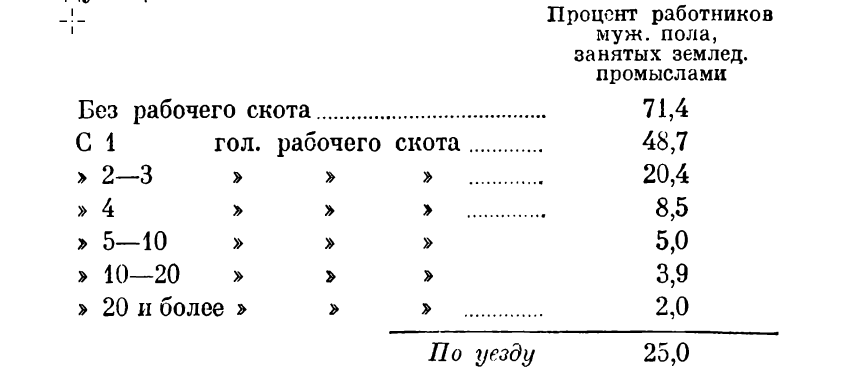 Процент работников
муж. пола,
занятых землед.
промыслами
Без рабочего скота.......................................... 71,4
С 1 гол. рабочего скота ............. 48,7
» 2—3 » » » ............. 20,4
» 4 » » » ............. 8,5
» 5—10 » » » 5,0
» 10—20 » » » 3,9
» 20 и более » » » ............. 2,0
По уезду 25,0